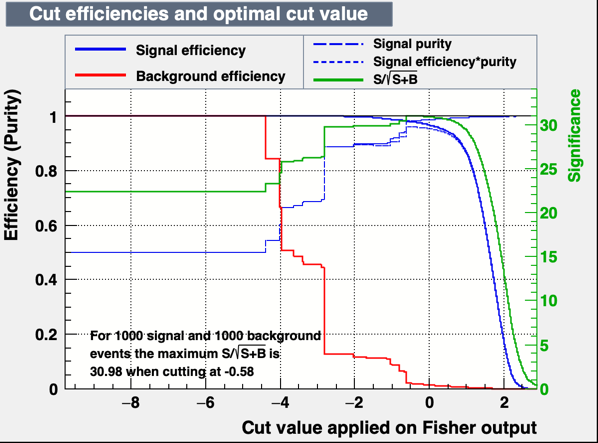 Cut efficiencies and optimal cut value
Signal efficiency
Background efficiency
Signal purity
Signal efficiency*purity
S/√S+B
Efficiency (Purity)
1
0.8
0.6
0.4
0.2
0
Significance
30
25
20
15
10
5
0
For 1000 signal and 1000 background
events the maximum S/√S+B is
30.98 when cutting at -0.58
−8
−6
−4
−2
0
2
Cut value applied on Fisher output